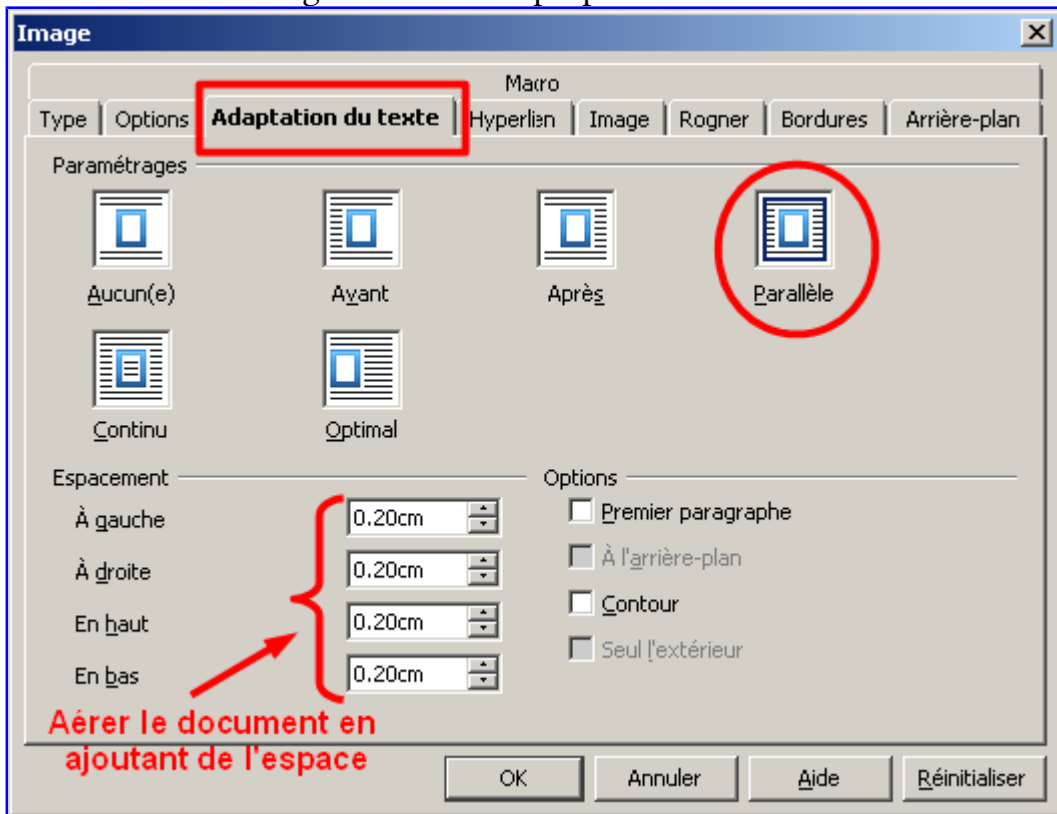 Image
Macro
Type Options Adaptation du texte Hyperlien Image Rogner Bordures Arrière-plan
Paramétrages
Aucun(e) Avant Après Parallèle
Continu Optimal
Espacement Options
À gauche 0.20cm Premier paragraphe
À droite 0.20cm À l'arrière-plan
En haut 0.20cm Contour
En bas 0.20cm Seul l'extérieur
Aérer le document en
ajoutant de l'espace
OK Annuler Aide Réinitialiser